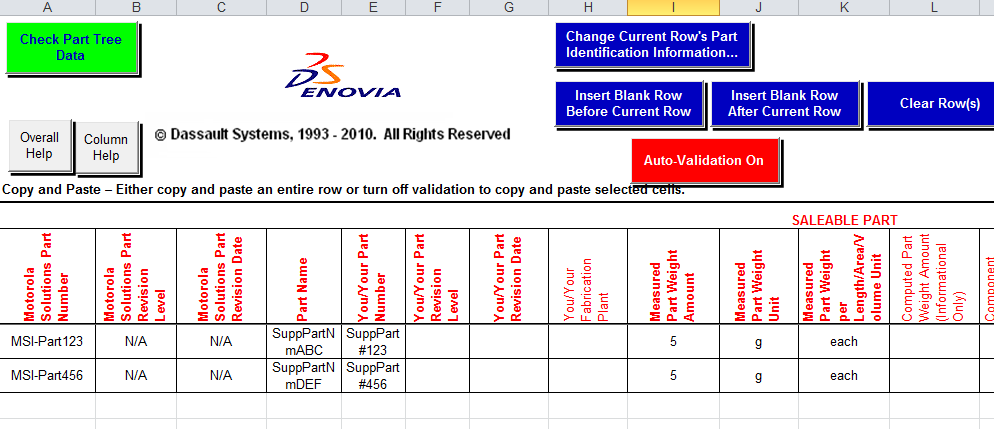 A B C D E F G H I J K L
Check Part Tree
Data
ENOVIA
Change Current Row's Part
Identification Information...
Insert Blank Row
Before Current Row
Insert Blank Row
After Current Row
Clear Row(s)
Overall
Help
Column
Help
© Dassault Systems, 1993 - 2010. All Rights Reserved
Auto-Validation On
Copy and Paste – Either copy and paste an entire row or turn off validation to copy and paste selected cells.
SALEABLE PART
Motorola
Solutions Part
Number
Motorola
Solutions Part
Revision
Level
Motorola
Solutions Part
Revision Date
Part Name
You/Your Part
Number
You/Your Part
Revision
Level
You/Your Part
Revision Date
You/Your
Fabrication
Plant
Measured
Part Weight
Amount
Measured
Part Weight
Unit
Measured
Part Weight
per
Length/Area/V
olume Unit
Computed Part
Weight Amount
(Informational
Only)
Component
MSI-Part123 N/A N/A SuppPartN SuppPart 5 g each
mABC #123
MSI-Part456 N/A N/A SuppPartN SuppPart 5 g each
mDEF #456